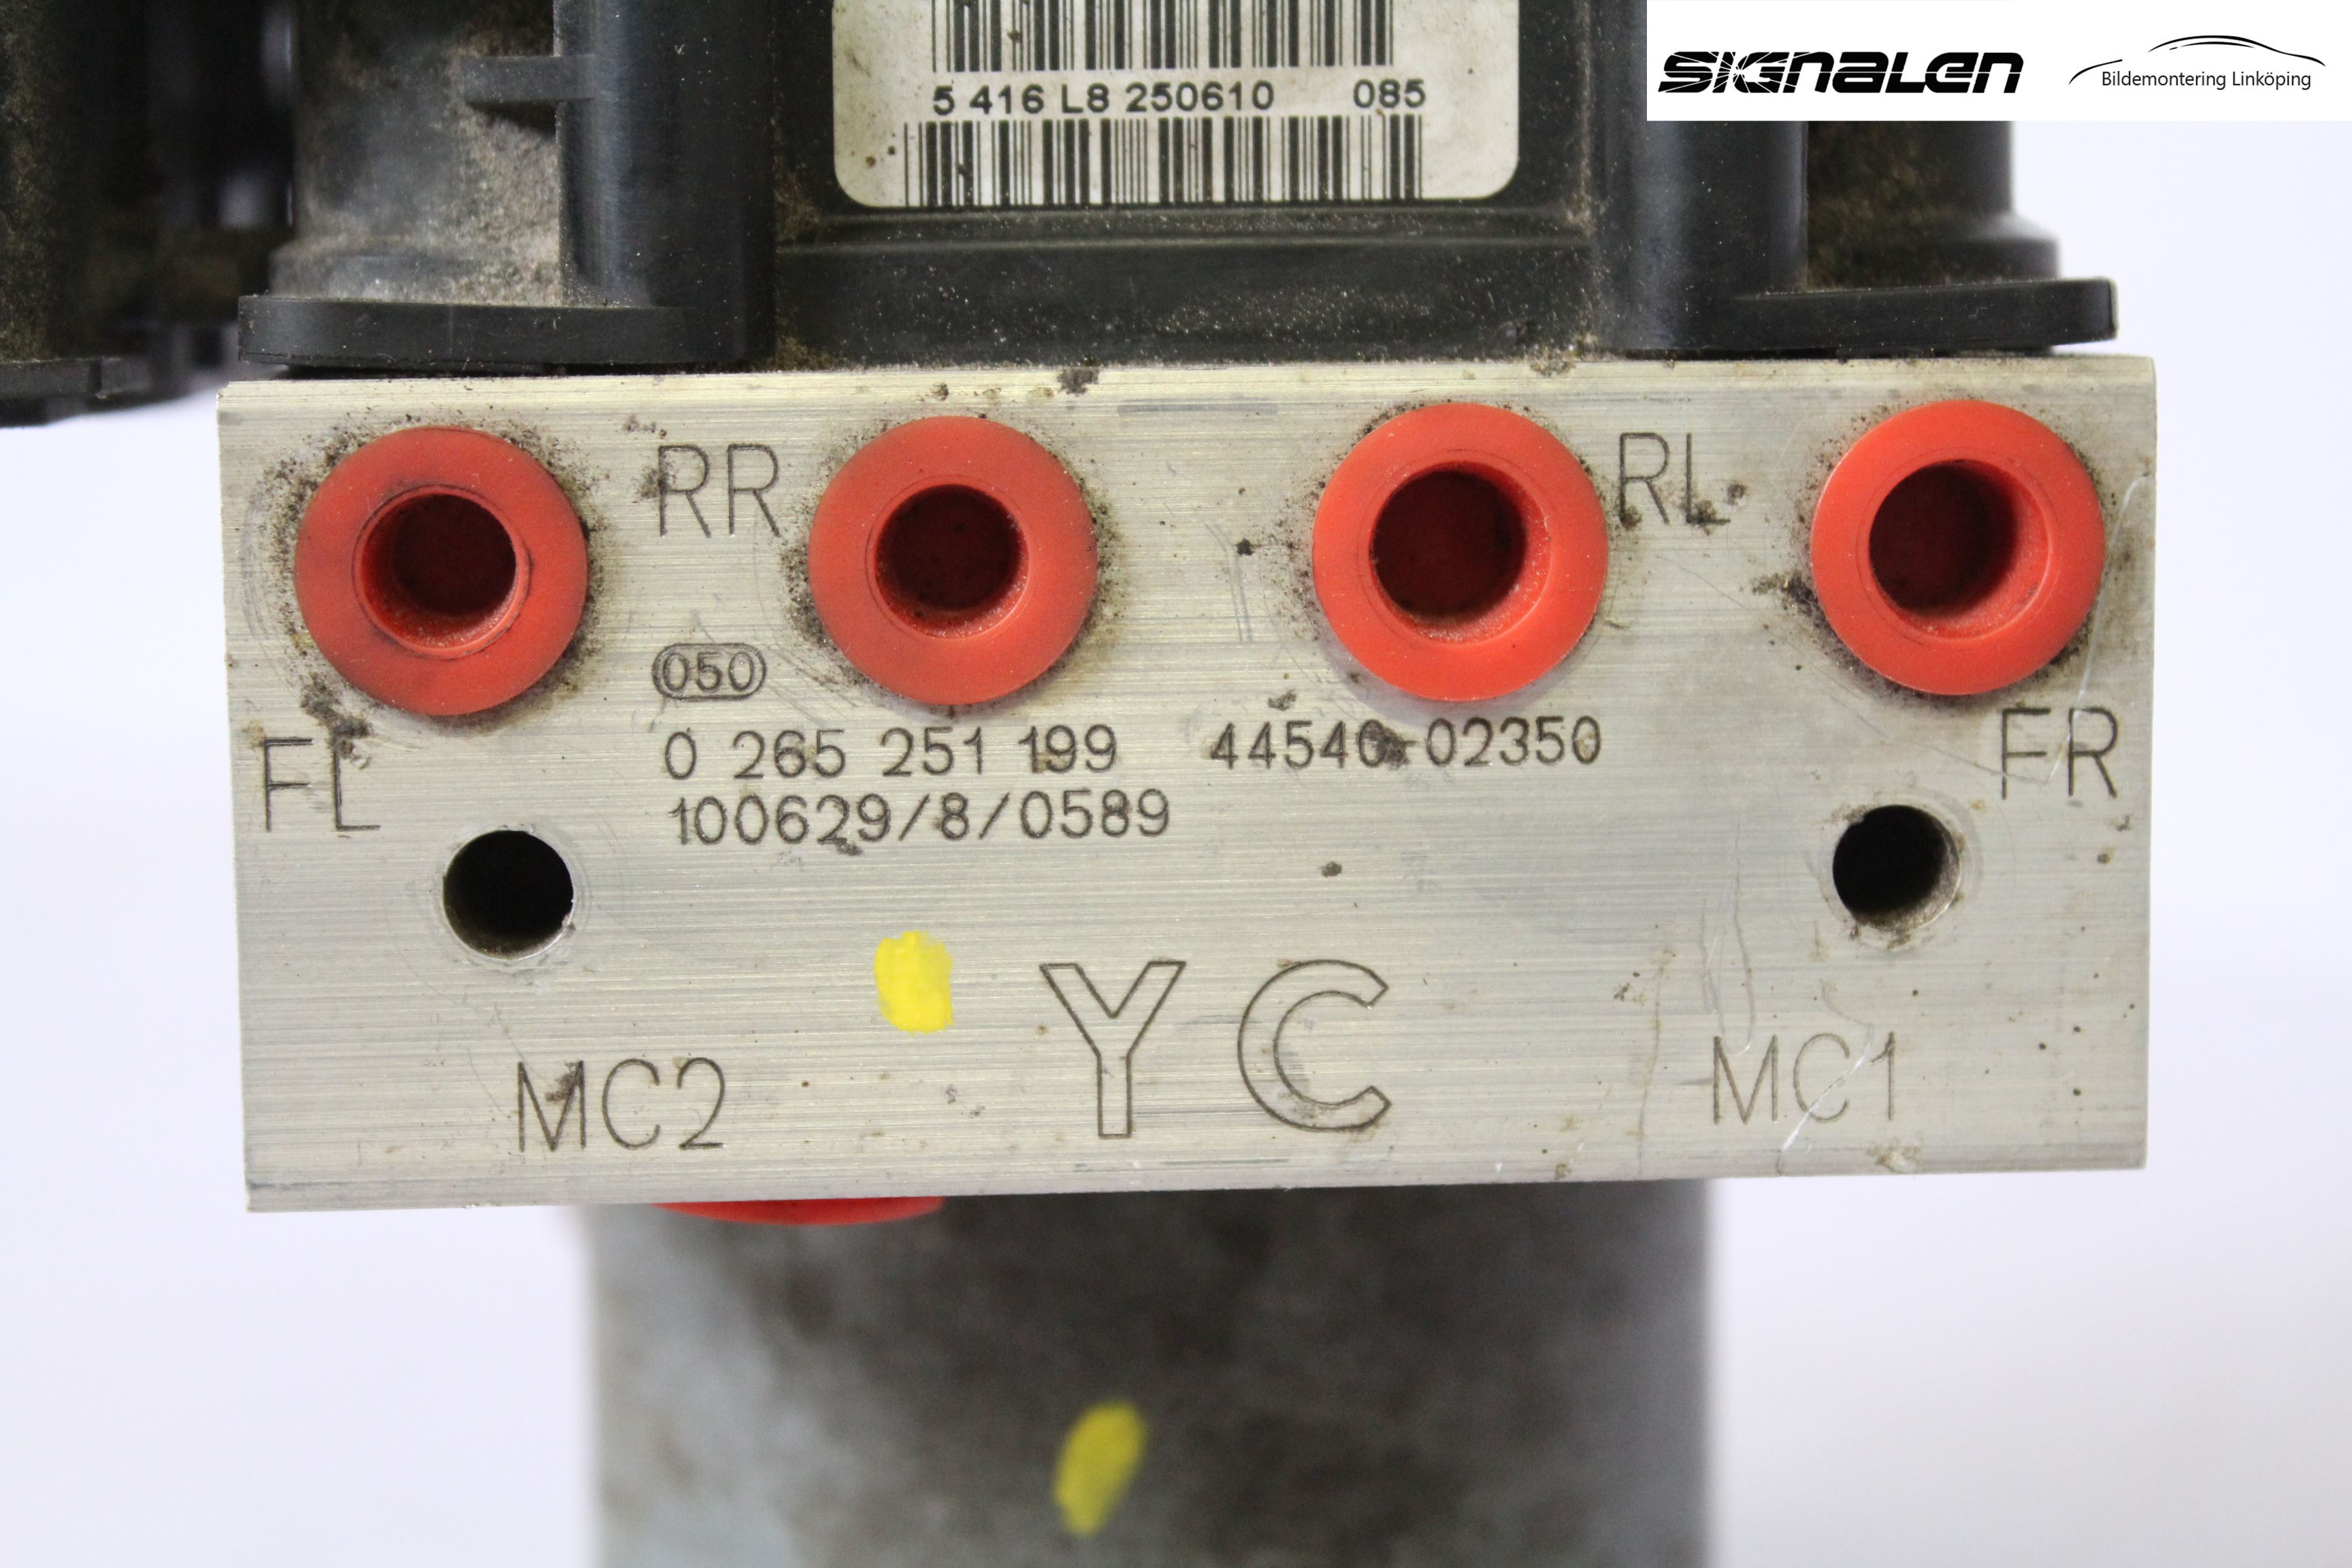 SIGNALEN
Bildemontering Linköping
5 416 L8 250610 085
RR RL
050
FL FR
0 265 251 199 44540-02350
100629/8/0589
YC
MC2 MC1